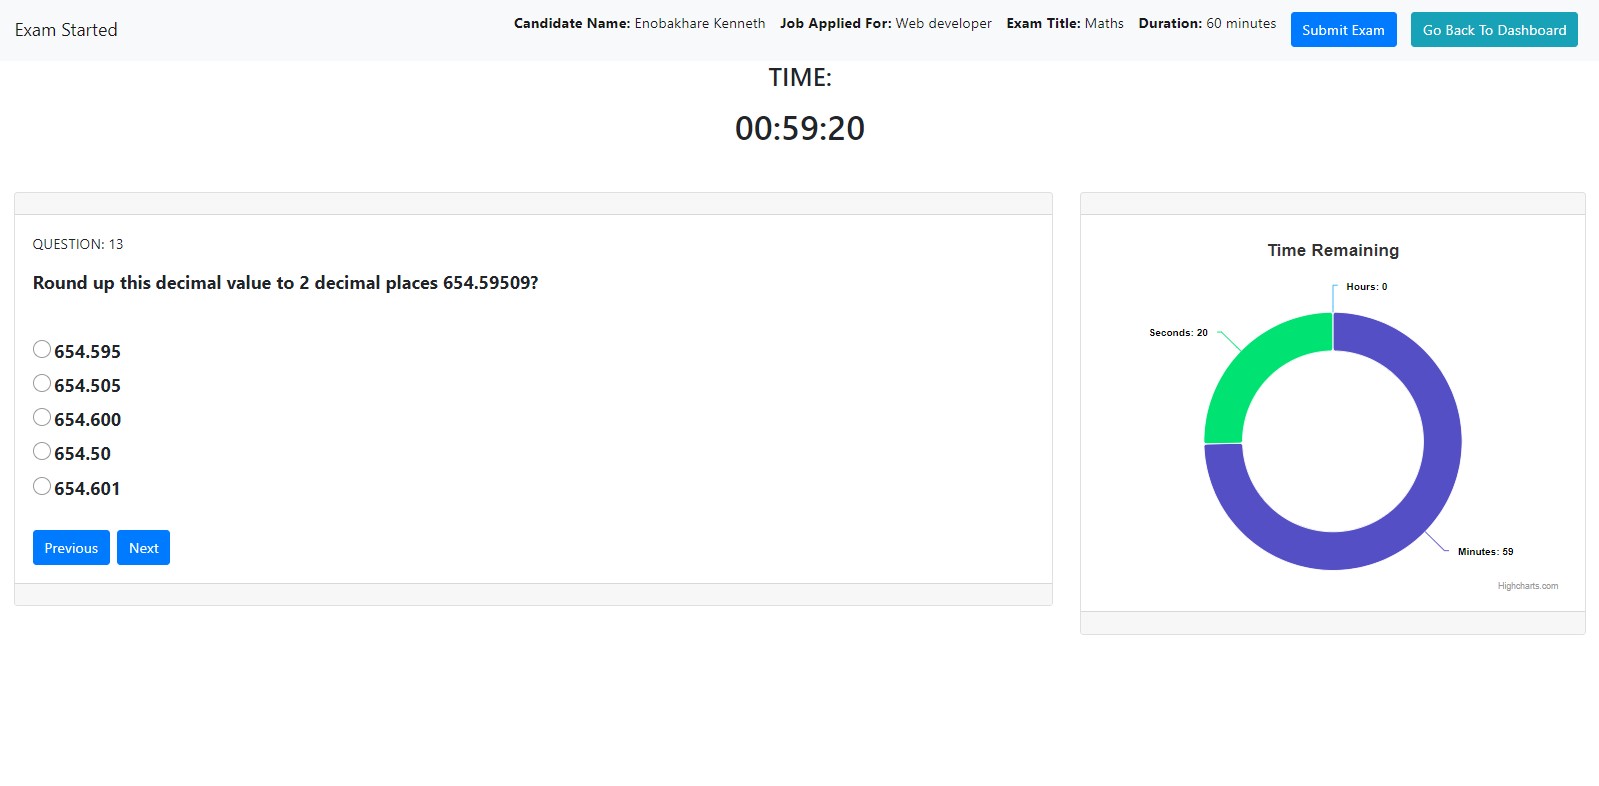 Exam Started
Candidate Name: Enobakhare Kenneth Job Applied For: Web developer Exam Title: Maths Duration: 60 minutes Submit Exam Go Back To Dashboard
TIME:
00:59:20
QUESTION: 13
Round up this decimal value to 2 decimal places 654.59509?
654.595
654.505
654.600
654.50
654.601
Previous Next
Time Remaining
Hours: 0
Seconds: 20
Minutes: 59
Highcharts.com